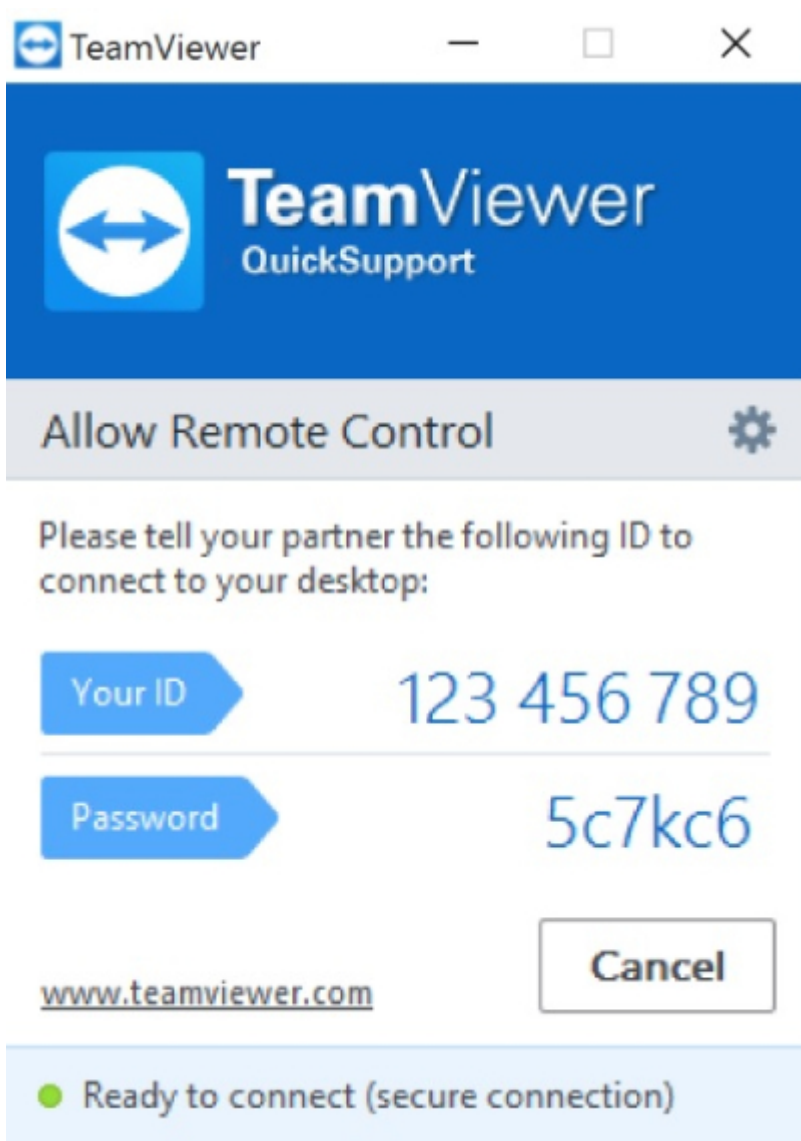 TeamViewer
TeamViewer
QuickSupport
Allow Remote Control
Please tell your partner the following ID to
connect to your desktop:
Your ID 123 456 789
Password 5c7kc6
www.teamviewer.com
Cancel
Ready to connect (secure connection)